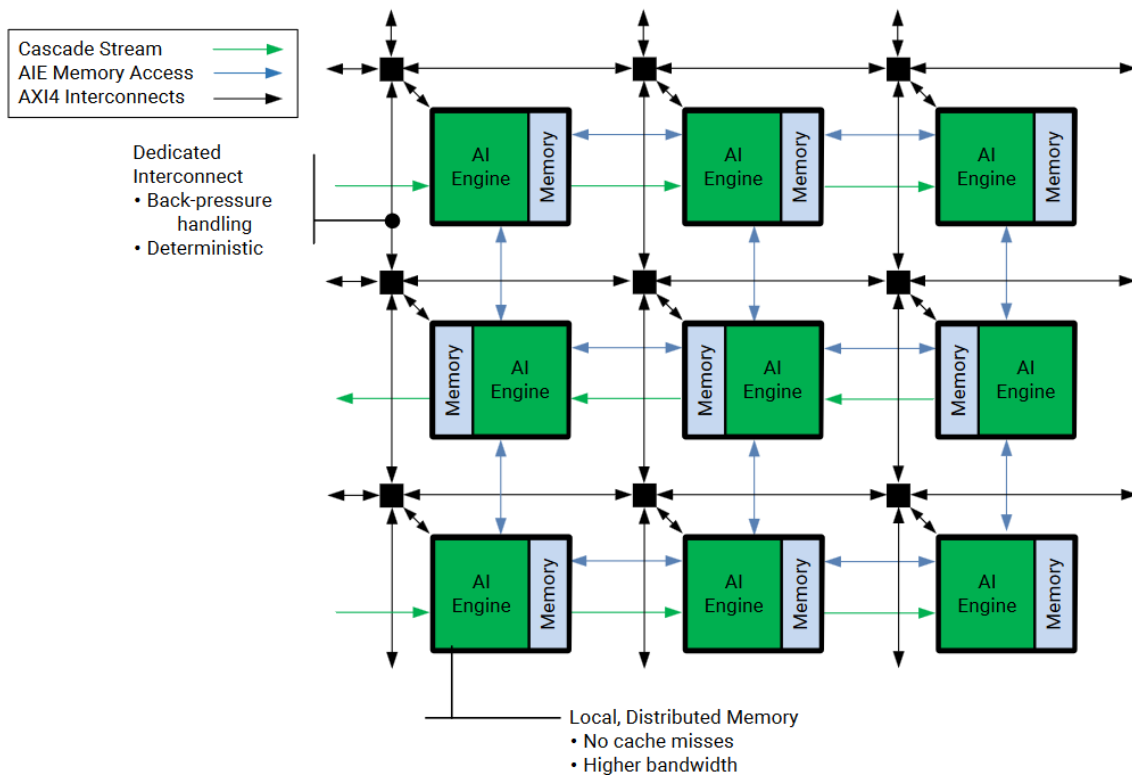 Cascade Stream
AIE Memory Access
AXI4 Interconnects
Dedicated
Interconnect
• Back-pressure
handling
• Deterministic
AI
Engine
Memory
AI
Engine
Memory
AI
Engine
Memory
Memory
AI
Engine
Memory
AI
Engine
Memory
AI
Engine
AI
Engine
Memory
AI
Engine
Memory
AI
Engine
Memory
Local, Distributed Memory
• No cache misses
• Higher bandwidth